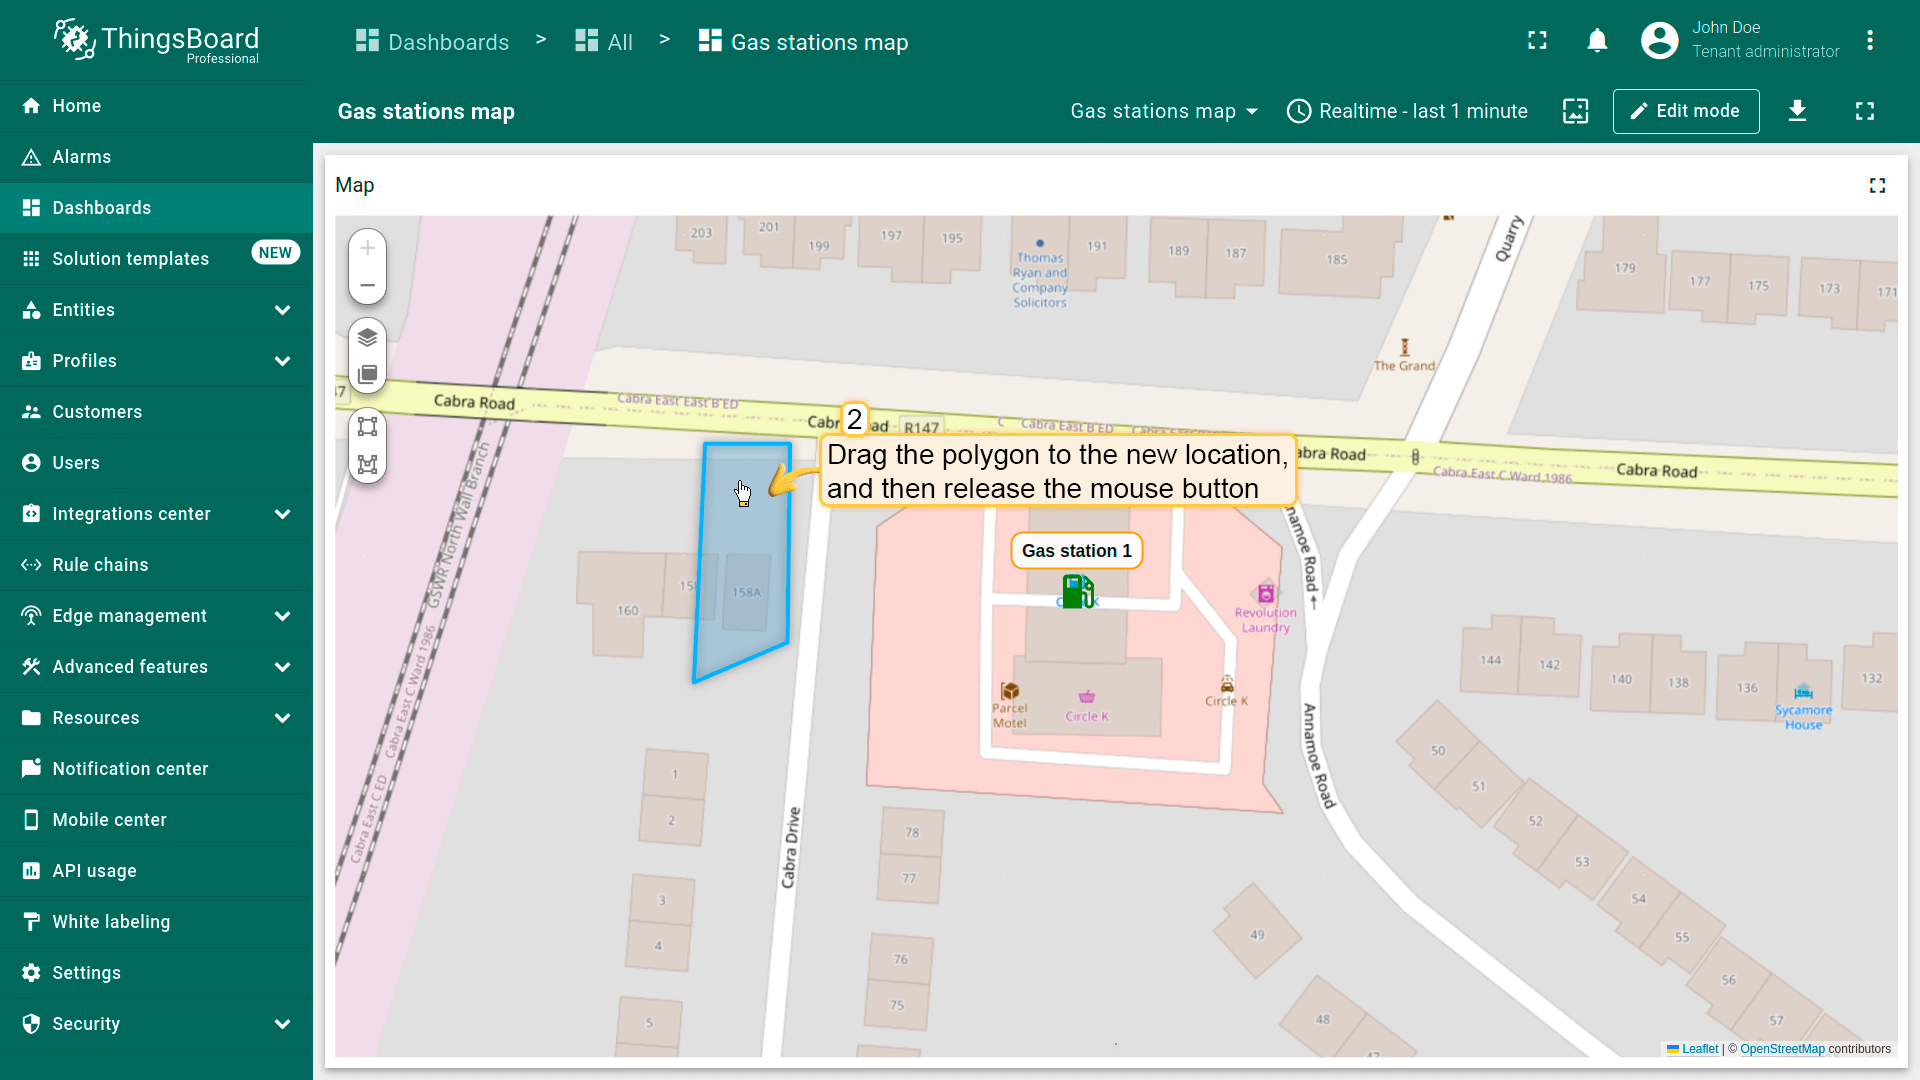 ThingsBoard
Professional
Dashboards > All > Gas stations map
John Doe
Tenant administrator
Home
Alarms
Dashboards
Solution templates NEW
Entities
Profiles
Customers
Users
Integrations center
Rule chains
Edge management
Advanced features
Resources
Notification center
Mobile center
API usage
White labeling
Settings
Security
Gas stations map
Gas stations map
Realtime - last 1 minute
Edit mode
Map
203
201
199
197
195
Thomas
Ryan and
Company
Solicitors
191
189
187
185
Quarry
179
177
175
173
171
The Grand
Cabra Road
Cabra East East B ED
R147
Cabra East B ED
2
Drag the polygon to the new location,
and then release the mouse button
Cabra Road
Cabra East C Ward 1986
GSWR North Wall Branch
Cabra East C Ward 1986
Cabra East C ED
160
158A
Gas station 1
Parcel
Motel
Circle K
Circle K
Revolution
Laundry
Annamoe Road
144
142
140
138
136
132
Sycamore
House
1
2
3
4
5
Cabra Drive
78
77
76
75
49
48
47
50
51
52
53
54
55
56
57
Leaflet | © OpenStreetMap contributors